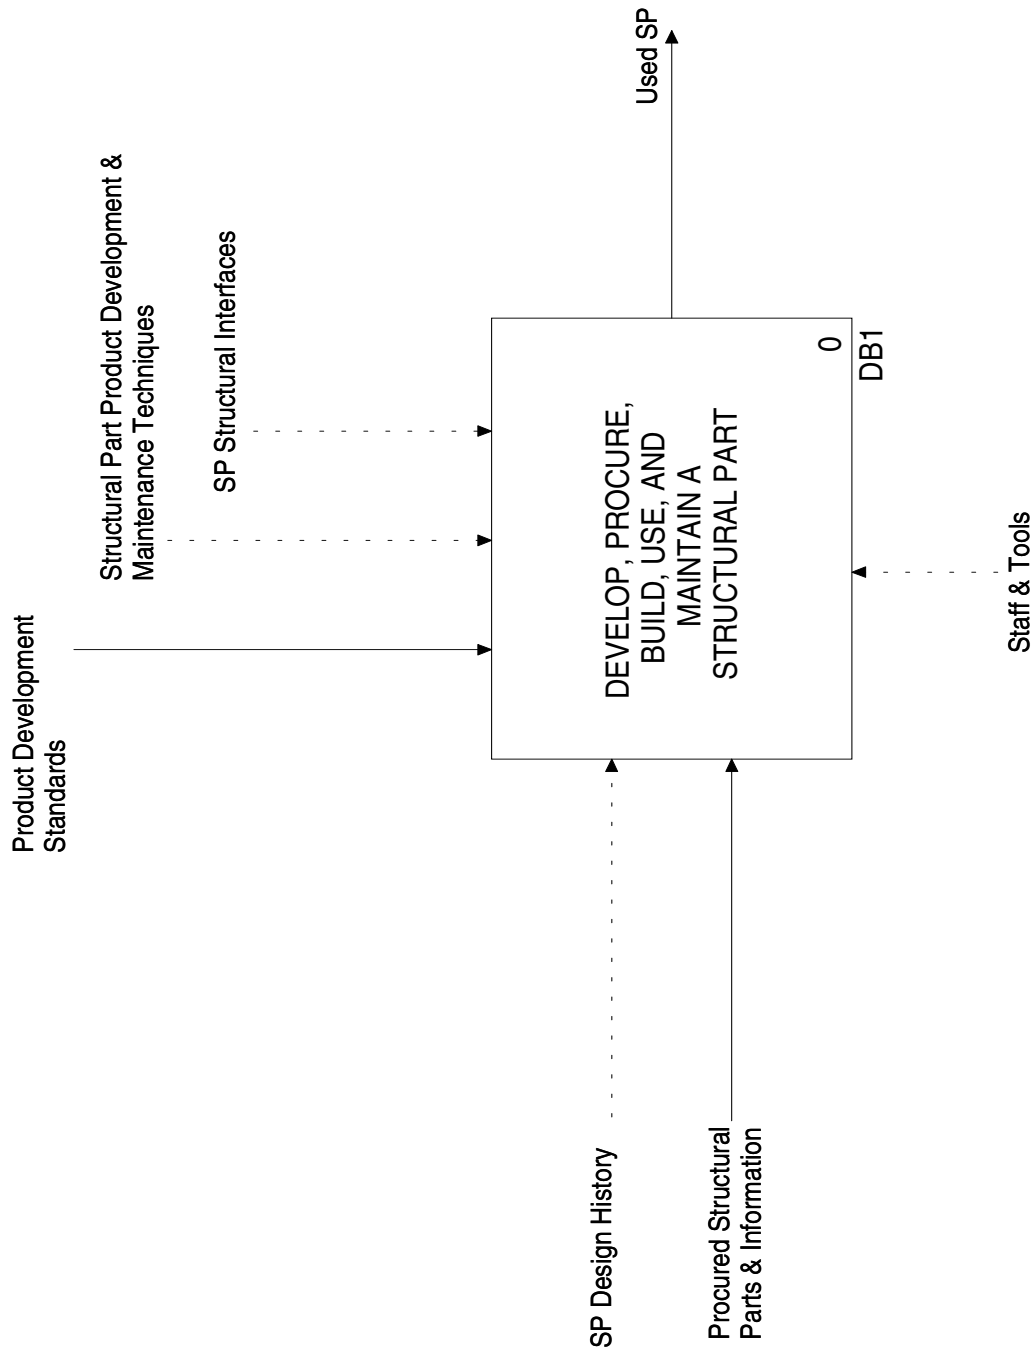 Product Development
Standards
Structural Part Product Development &
Maintenance Techniques
SP Structural Interfaces
SP Design History
Procured Structural
Parts & Information
DEVELOP, PROCURE,
BUILD, USE, AND
MAINTAIN A
STRUCTURAL PART
0
DB1
Used SP
Staff & Tools